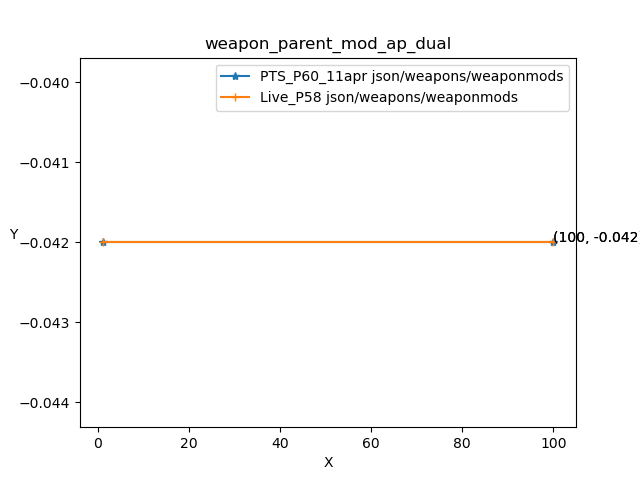 weapon_parent_mod_ap_dual
PTS_P60_11apr json/weapons/weaponmods
Live_P58 json/weapons/weaponmods
−0.040
−0.041
−0.042
−0.043
−0.044
Y
(100, -0.042
0
20
40
60
80
100
X